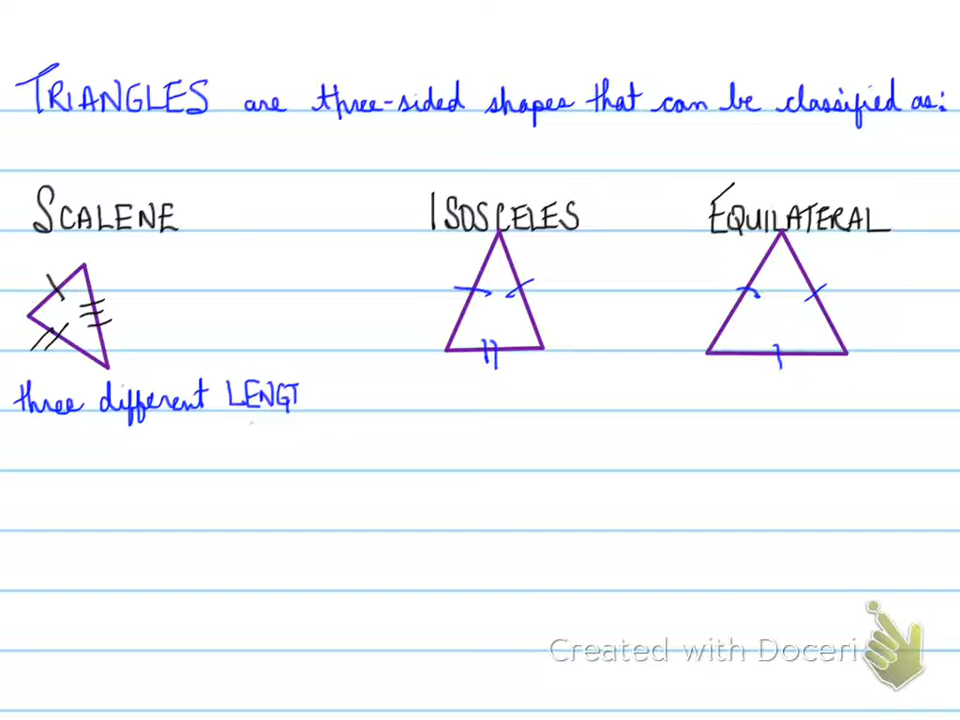 TRIANGLES are three-sided shapes that can be classified as:
SCALENE ISOSCELES EQUILATERAL
three different LENGT
Created with Doceri